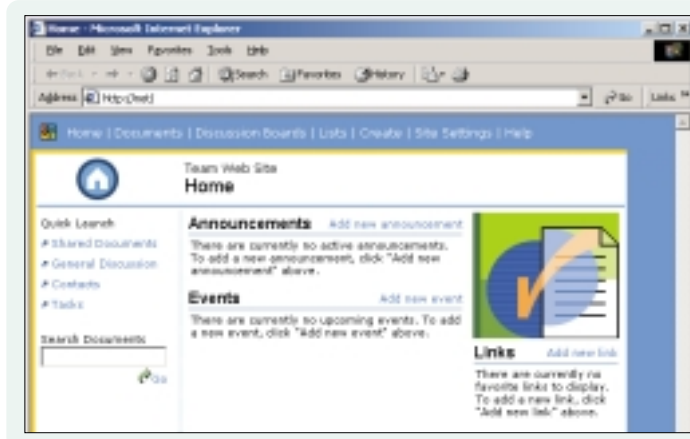 Home - Microsoft Internet Explorer
File Edit View Favorites Tools Help
Back Search Favorites History
Address Go Links
Home | Documents | Discussion Boards | Lists | Create | Site Settings | Help
Team Web Site
Home
Quick Launch
Shared Documents
General Discussion
Contacts
Tasks
Search Documents
Go
Announcements Add new announcement
There are currently no active announcements.
To add a new announcement, click "Add new
announcement" above.
Events Add new event
There are currently no upcoming events. To add
a new event, click "Add new event" above.
Links Add new link
There are currently no
favorite links to display.
To add a new link, click
"Add new link" above.